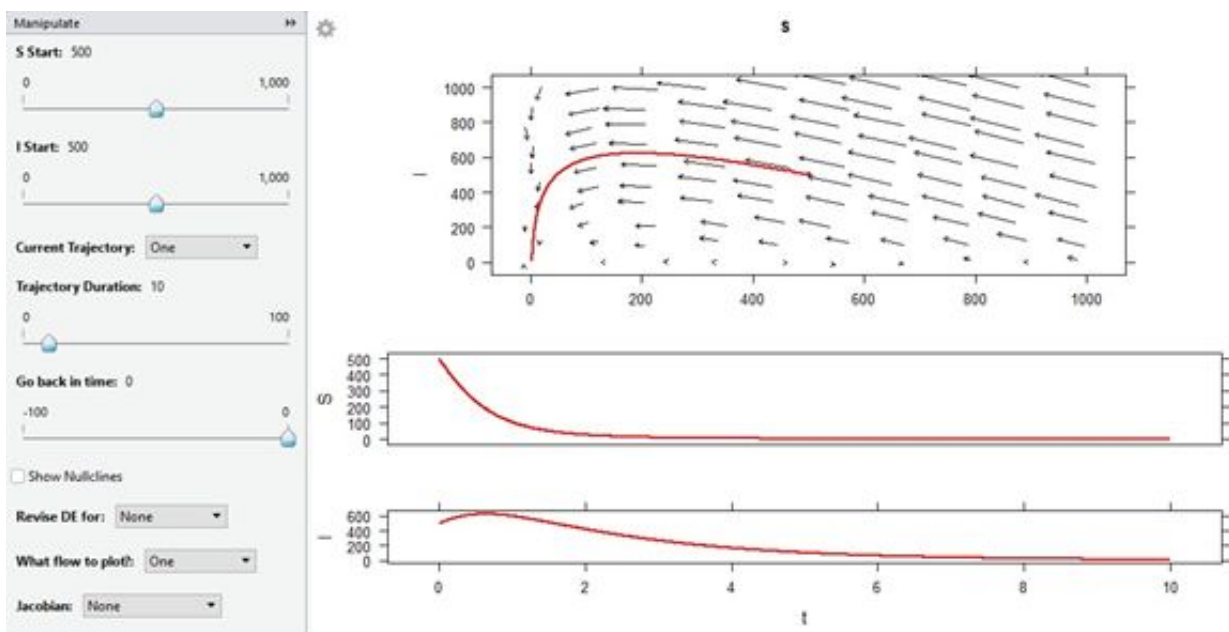 Manipulate
S Start: 500
0 1,000
I Start: 500
0 1,000
Current Trajectory: One
Trajectory Duration: 10
0 100
Go back in time: 0
-100 0
Show Nullclines
Revise DE for: None
What flow to plot?: One
Jacobian: None
S
1000
800
600
400
200
0
I
0 200 400 600 800 1000
500
400
300
200
100
0
S
600
400
200
0
I
0 2 4 6 8 10
t